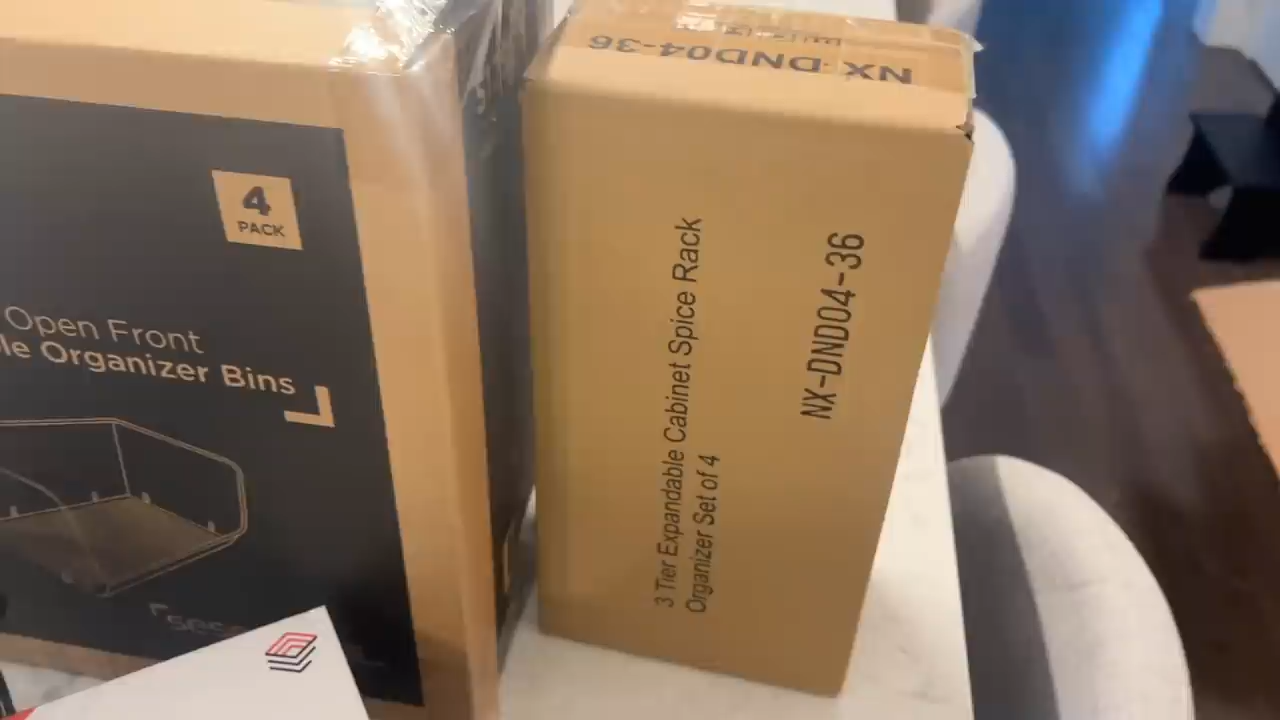 4
PACK
Open Front
le Organizer Bins
NX-DND04-36
3 Tier Expandable Cabinet Spice Rack
Organizer Set of 4
NX-DND04-36